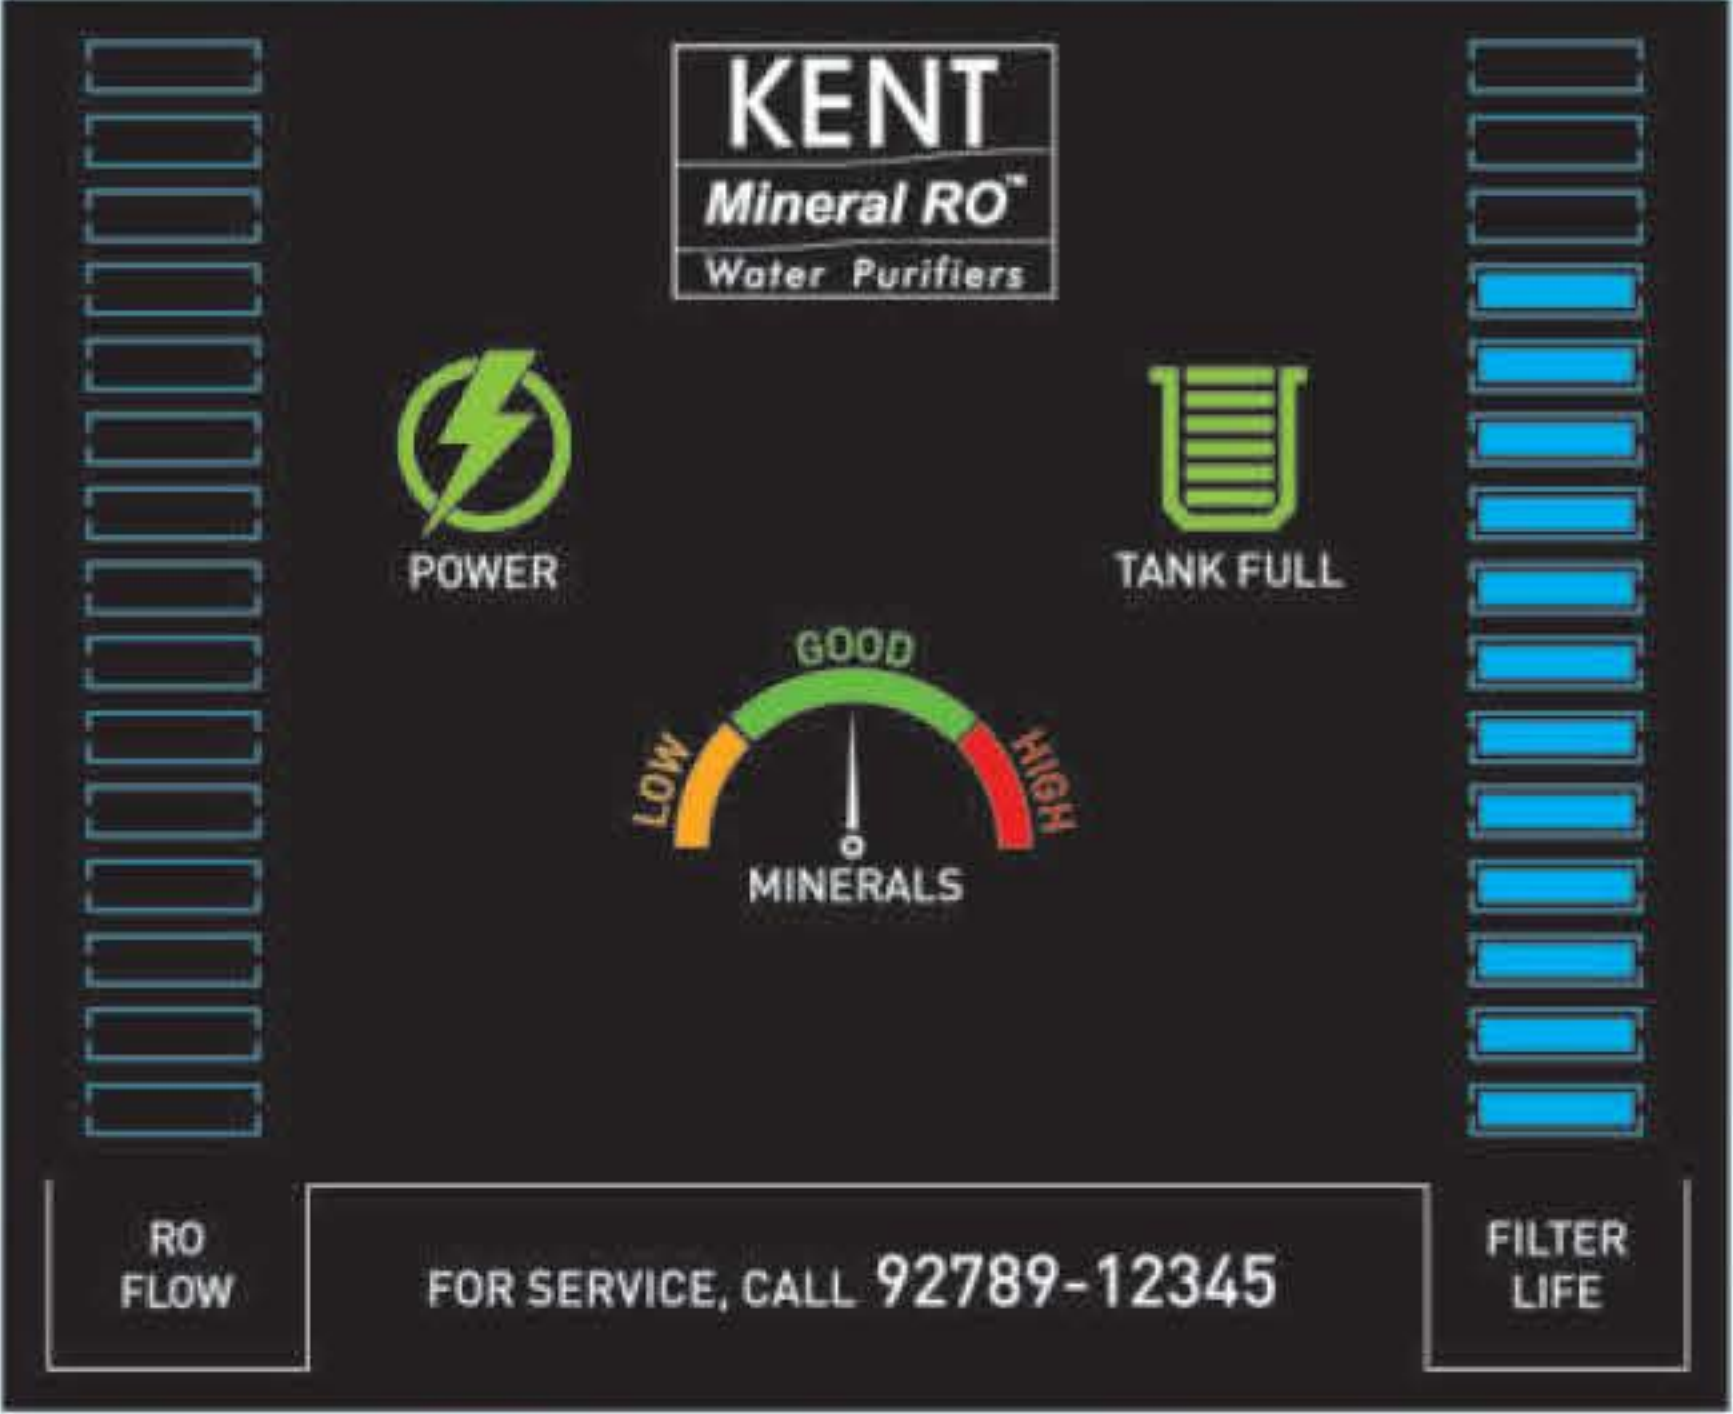 KENT
Mineral RO™
Water Purifiers
POWER
TANK FULL
GOOD
LOW
HIGH
MINERALS
RO
FLOW
FOR SERVICE, CALL 92789-12345
FILTER
LIFE